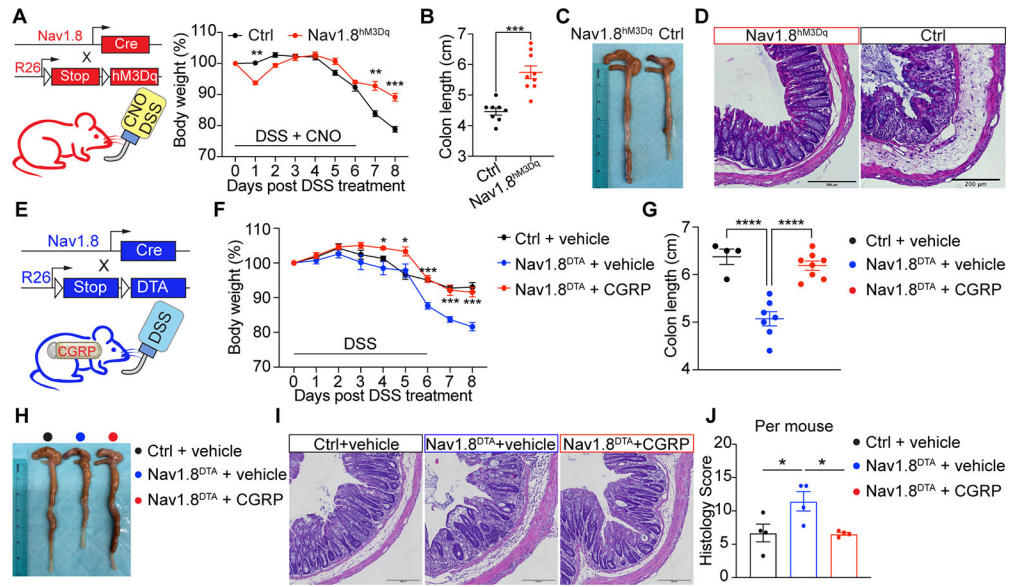 A
Nav1.8
Cre
X
R26
Stop
hM3Dq
CNO
DSS
Ctrl
Nav1.8hM3Dq
Body weight (%)
100
90
80
70
**
**
***
DSS + CNO
0 1 2 3 4 5 6 7 8
Days post DSS treatment
B
Colon length (cm)
7
6
5
4
3
***
Ctrl
Nav1.8hM3Dq
C
Nav1.8hM3Dq Ctrl
D
Nav1.8hM3Dq
Ctrl
200 μm
E
Nav1.8
Cre
X
R26
Stop
DTA
CGRP
DSS
F
Body weight (%)
110
100
90
80
70
* * ***
*** ***
DSS
0 1 2 3 4 5 6 7 8
Days post DSS treatment
Ctrl + vehicle
Nav1.8DTA + vehicle
Nav1.8DTA + CGRP
G
Colon length (cm)
6
5
4
**** ****
Ctrl + vehicle
Nav1.8DTA + vehicle
Nav1.8DTA + CGRP
H
Ctrl + vehicle
Nav1.8DTA + vehicle
Nav1.8DTA + CGRP
I
Ctrl+vehicle
Nav1.8DTA+vehicle
Nav1.8DTA+CGRP
J
Per mouse
Histology Score
20
15
10
5
0
* *
Ctrl + vehicle
Nav1.8DTA + vehicle
Nav1.8DTA + CGRP